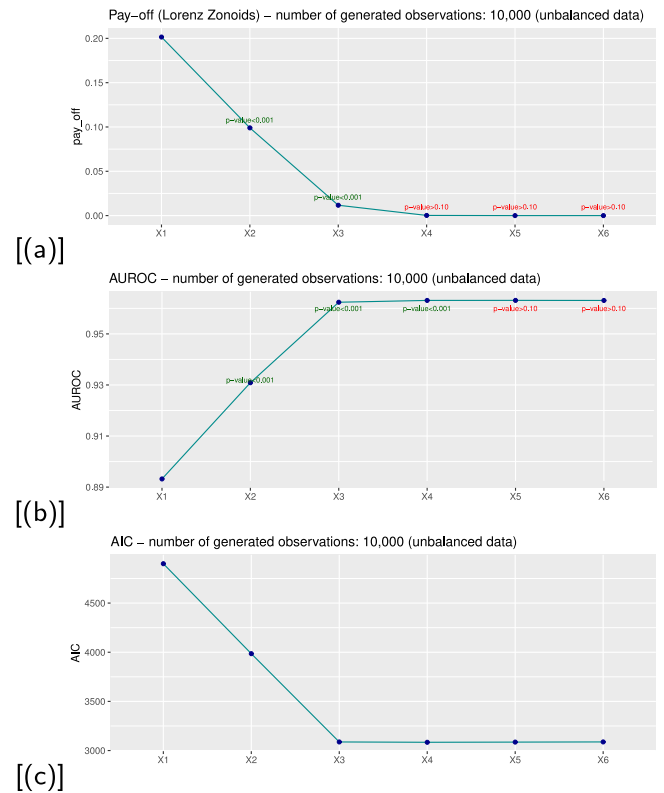 Pay−off (Lorenz Zonoids) − number of generated observations: 10,000 (unbalanced data)
0.20
0.15
0.10
0.05
0.00
pay_off
p−value<0.001
p−value<0.001
p−value>0.10
p−value>0.10
p−value>0.10
X1 X2 X3 X4 X5 X6
[(a)]
AUROC − number of generated observations: 10,000 (unbalanced data)
0.95
0.93
0.91
0.89
AUROC
p−value<0.001
p−value<0.001
p−value<0.001
p−value>0.10
p−value>0.10
X1 X2 X3 X4 X5 X6
[(b)]
AIC − number of generated observations: 10,000 (unbalanced data)
4500
4000
3500
3000
AIC
X1 X2 X3 X4 X5 X6
[(c)]